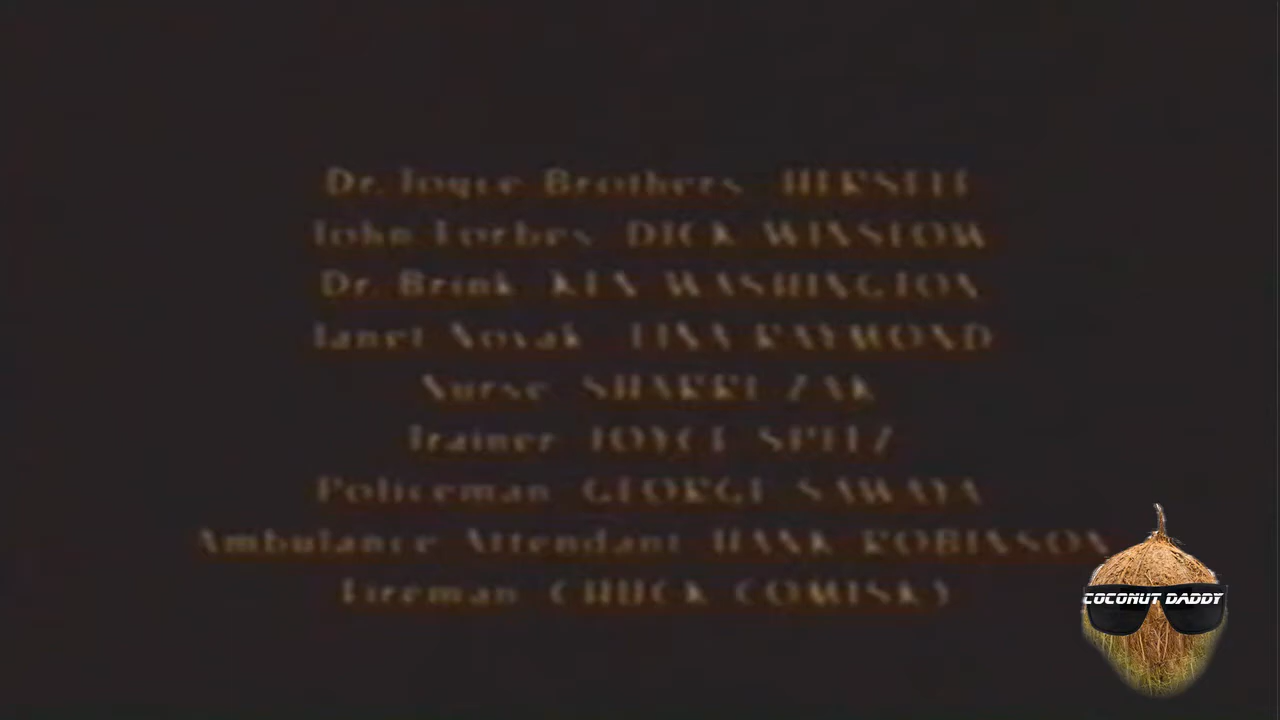 Dr. Joyce Brothers HERSELF
John Forbes DICK WINSLOW
Dr. Brink KEN WASHINGTON
Janet Novak TINA RAYMOND
Nurse SHARRI ZAK
Trainer JOYCE SPITZ
Policeman GEORGE SAWAYA
Ambulance Attendant HANK ROBINSON
Fireman CHUCK COMISKY
COCONUT DADDY